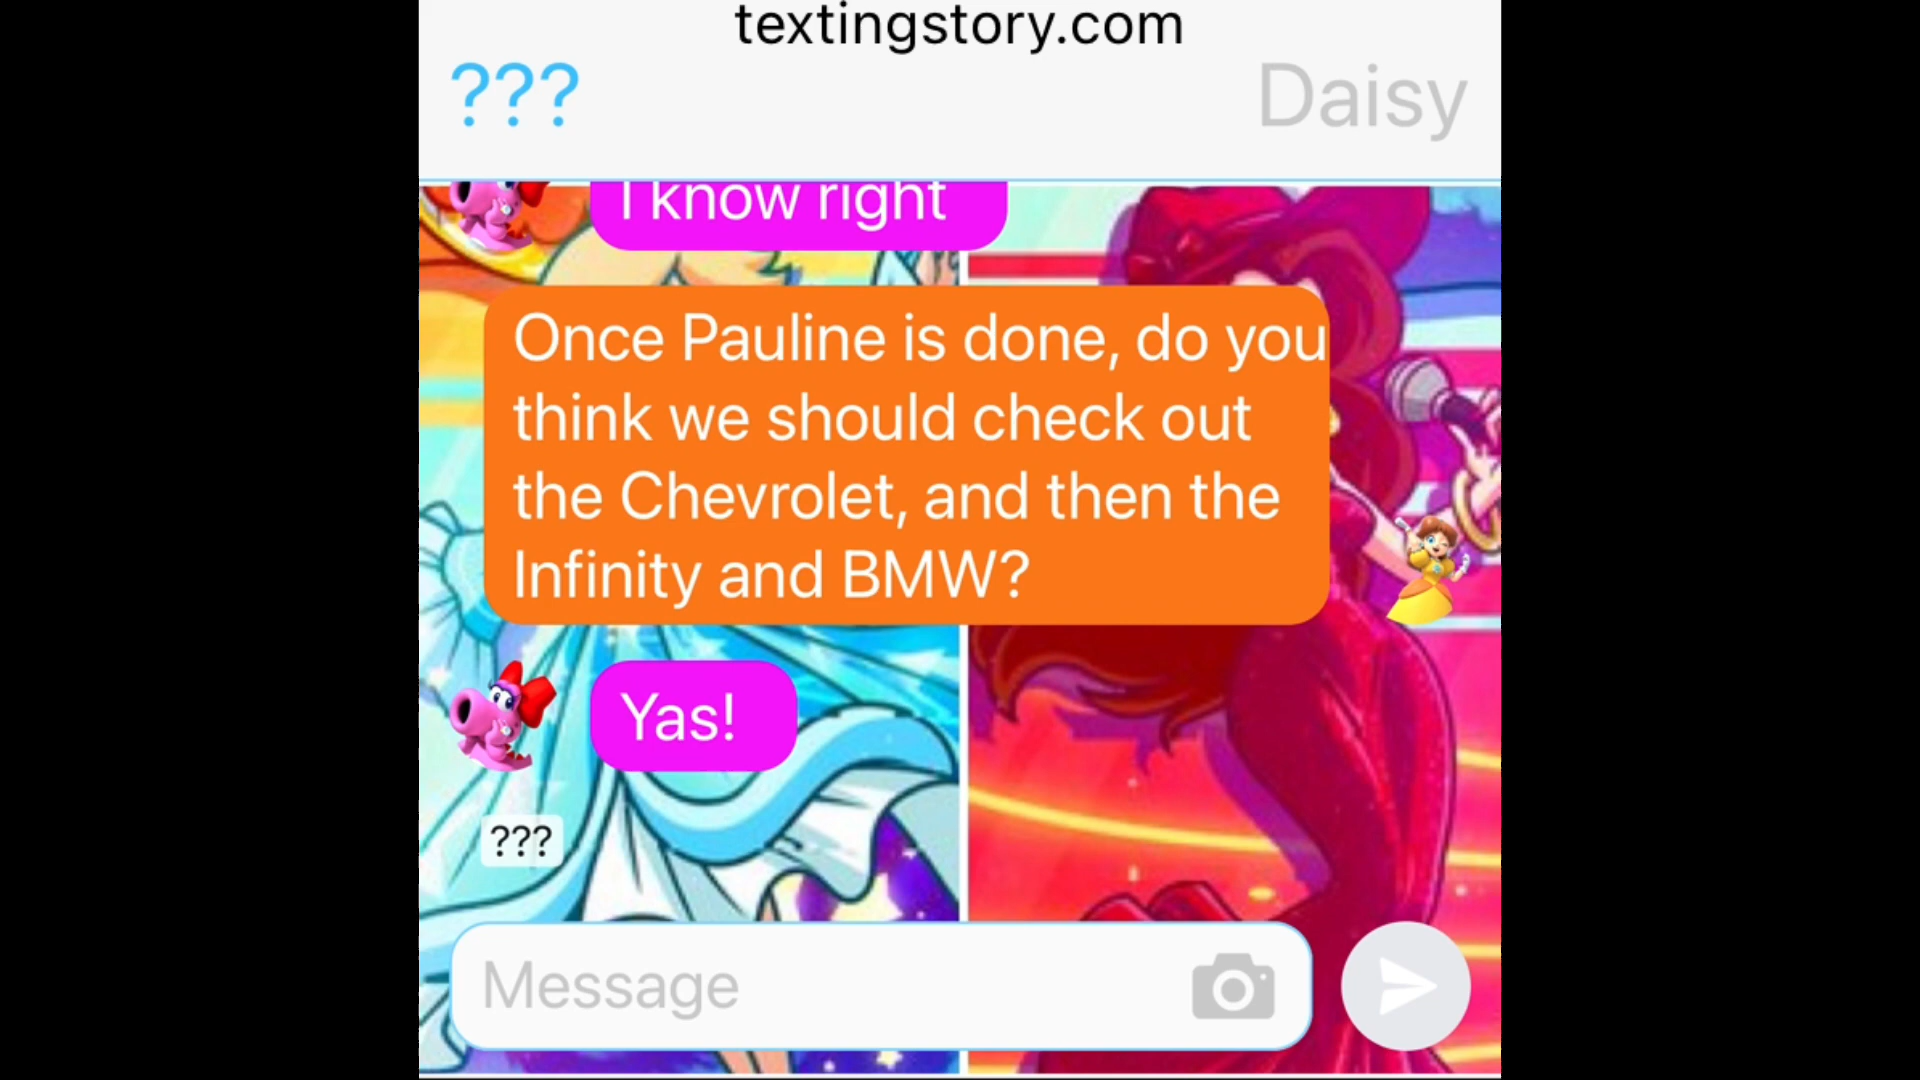 textingstory.com
??? Daisy
I know right
Once Pauline is done, do you
think we should check out
the Chevrolet, and then the
Infinity and BMW?
Yas!
???
Message